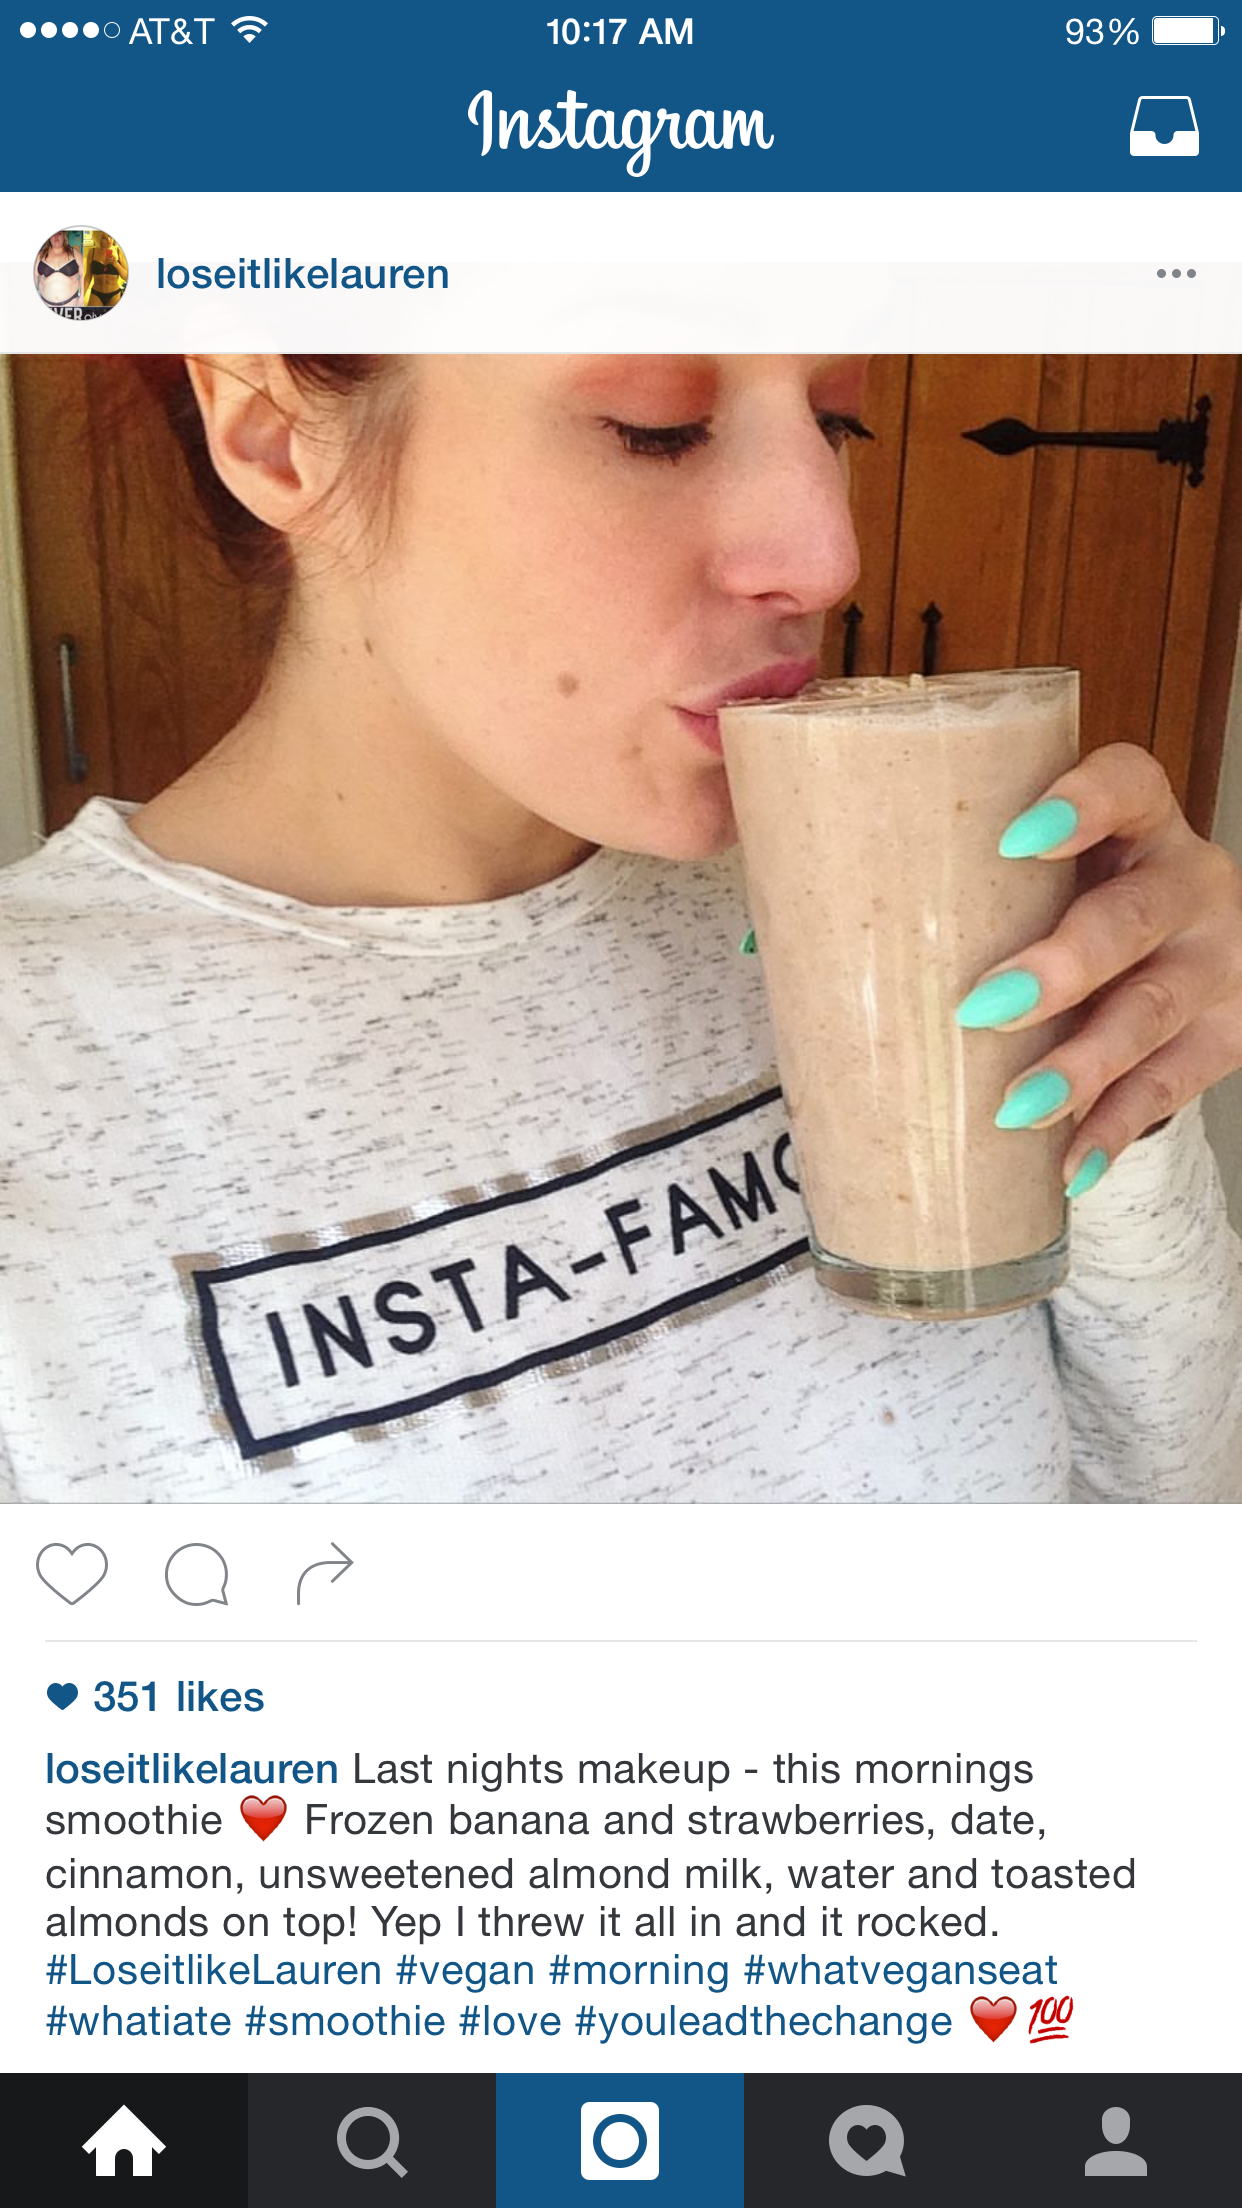 AT&T 10:17 AM 93%
Instagram
loseitlikelauren
INSTA-FAMO
351 likes
loseitlikelauren Last nights makeup - this mornings
smoothie ❤️ Frozen banana and strawberries, date,
cinnamon, unsweetened almond milk, water and toasted
almonds on top! Yep I threw it all in and it rocked.
#LoseitlikeLauren #vegan #morning #whatveganseat
#whatiate #smoothie #love #youleadthechange ❤️ 💯